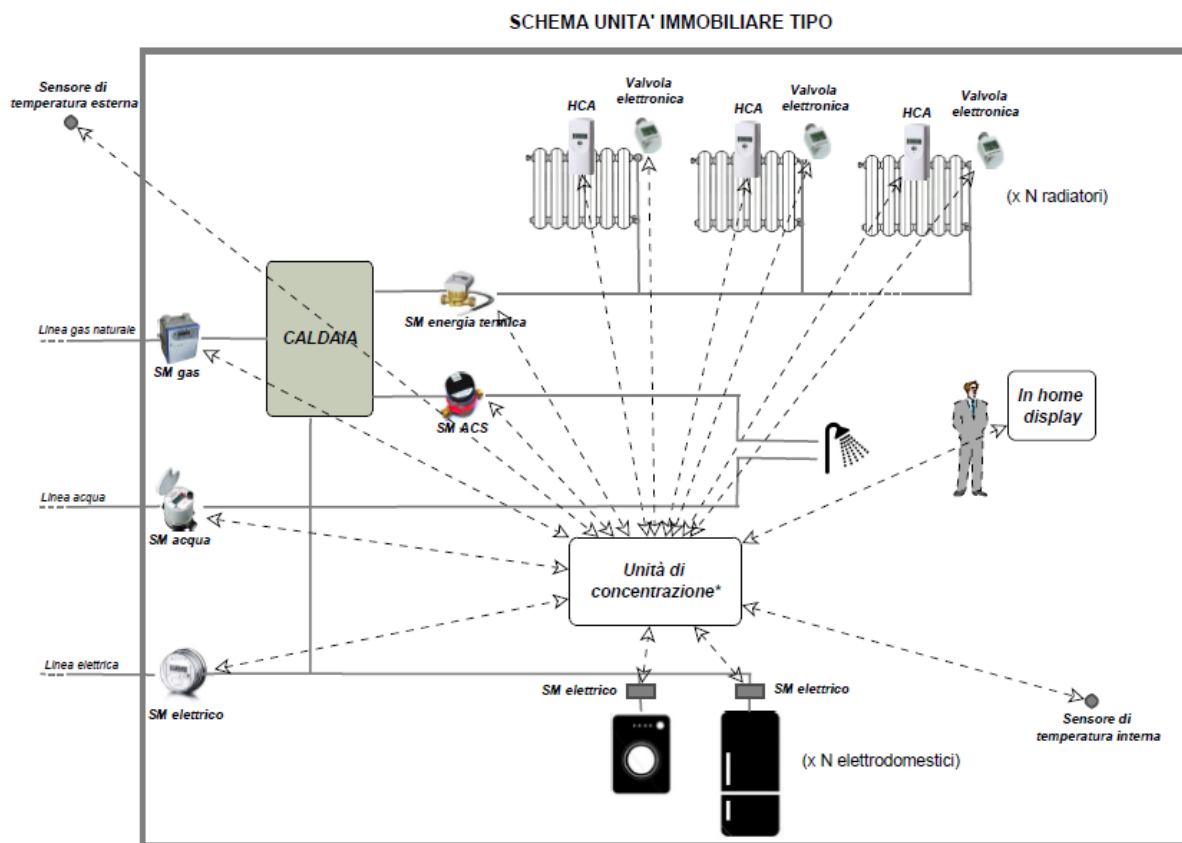 SCHEMA UNITA' IMMOBILIARE TIPO
Sensore di
temperatura esterna
HCA
Valvola
elettronica
HCA
Valvola
elettronica
HCA
Valvola
elettronica
(x N radiatori)
Linea gas naturale
SM gas
CALDAIA
SM energia termica
SM ACS
In home
display
Linea acqua
SM acqua
Unità di
concentrazione*
Linea elettrica
SM elettrico
SM elettrico
SM elettrico
Sensore di
temperatura interna
(x N elettrodomestici)